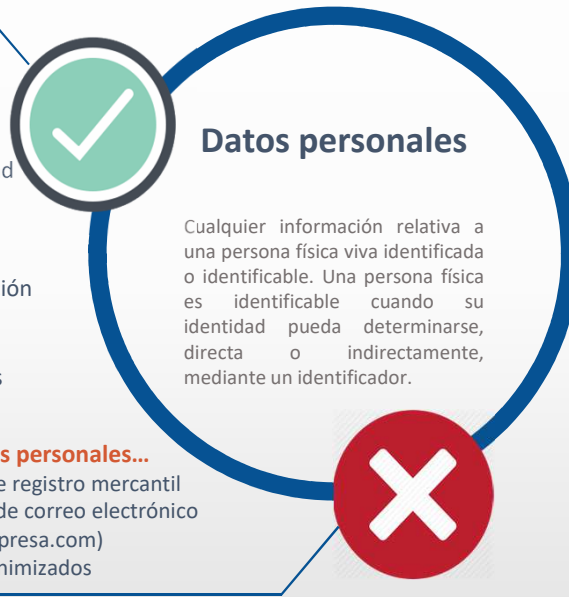 Datos personales
d
Cualquier información relativa a
una persona física viva identificada
o identificable. Una persona física
es identificable cuando su
identidad pueda determinarse,
directa o indirectamente,
mediante un identificador.
ión
s
s personales...
e registro mercantil
de correo electrónico
presa.com)
nimizados